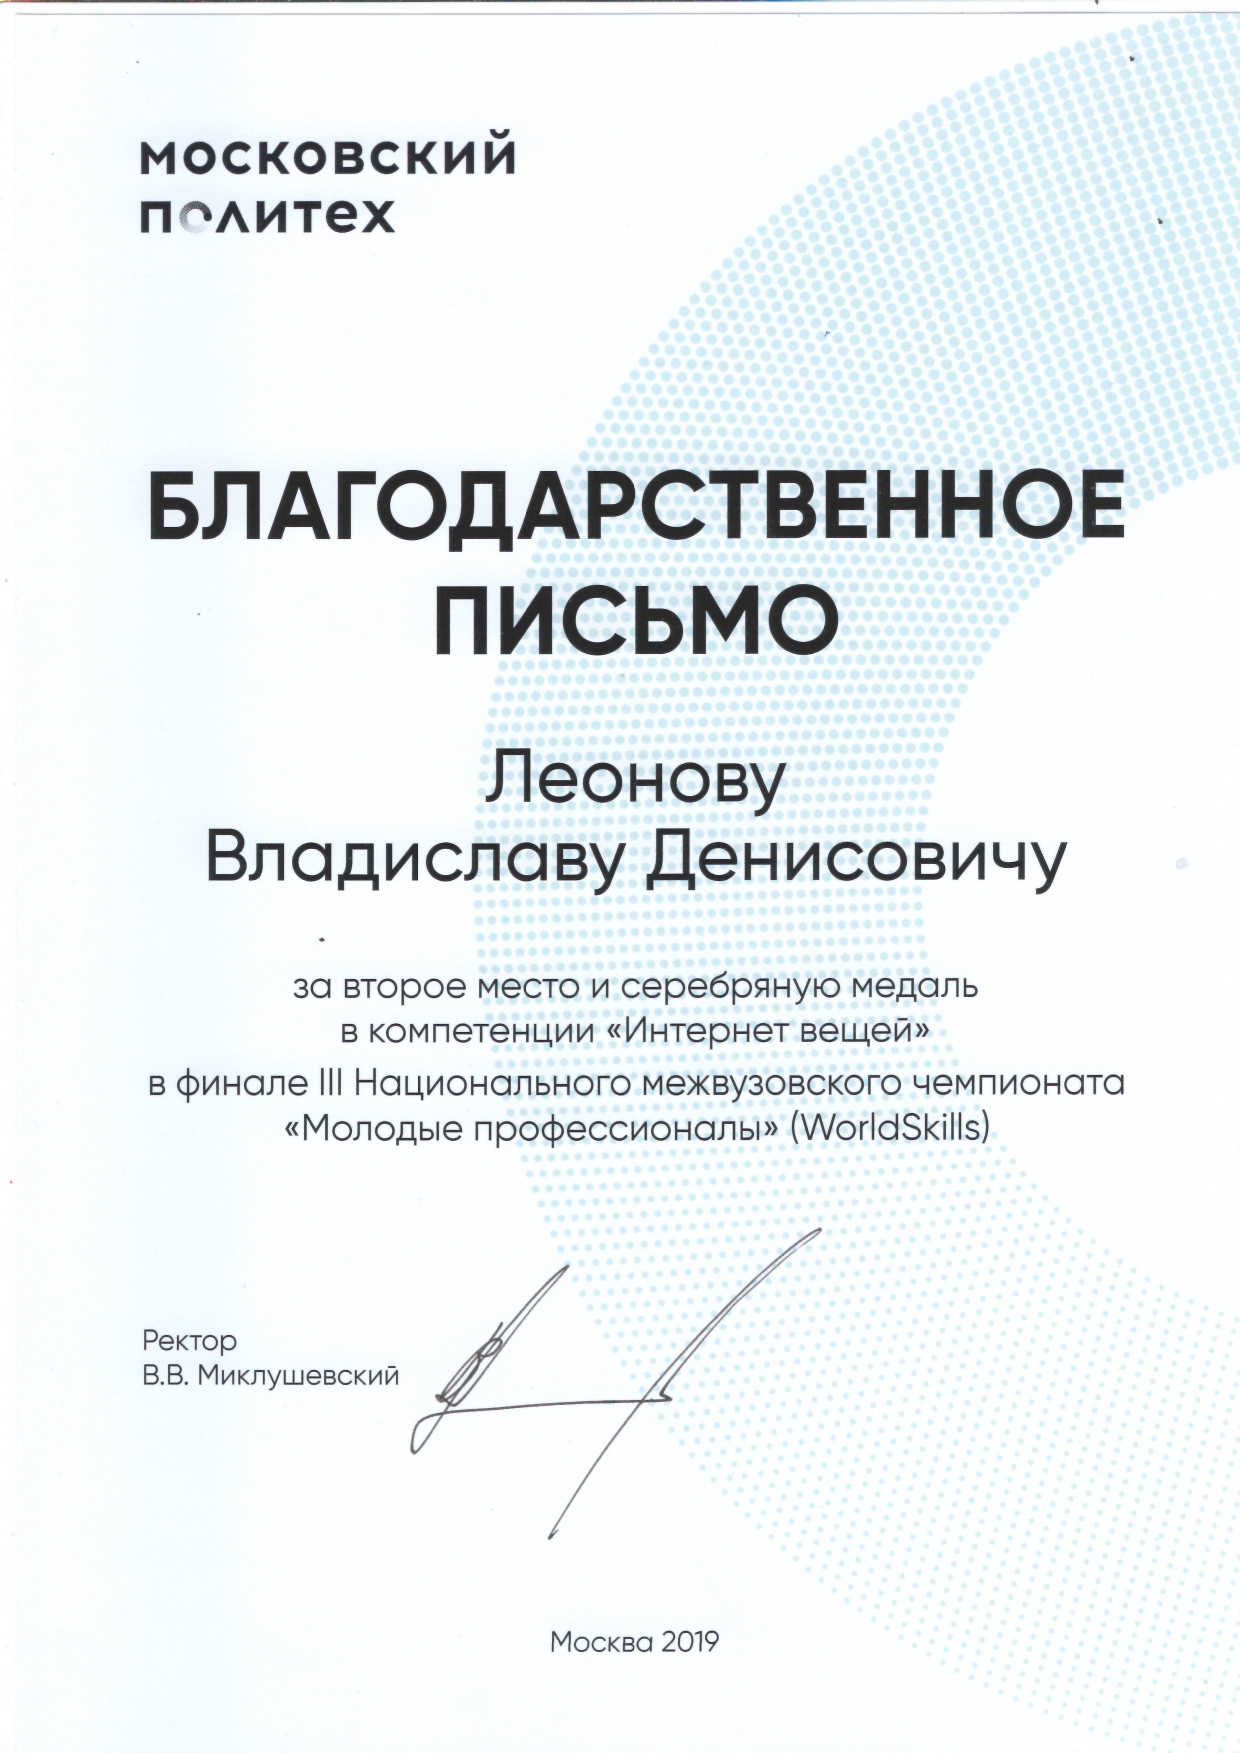 московский
политех
БЛАГОДАРСТВЕННОЕ
ПИСЬМО
Леонову
Владиславу Денисовичу
за второе место и серебряную медаль
в компетенции «Интернет вещей»
в финале III Национального межвузовского чемпионата
«Молодые профессионалы» (WorldSkills)
Ректор
В.В. Миклушевский
Москва 2019